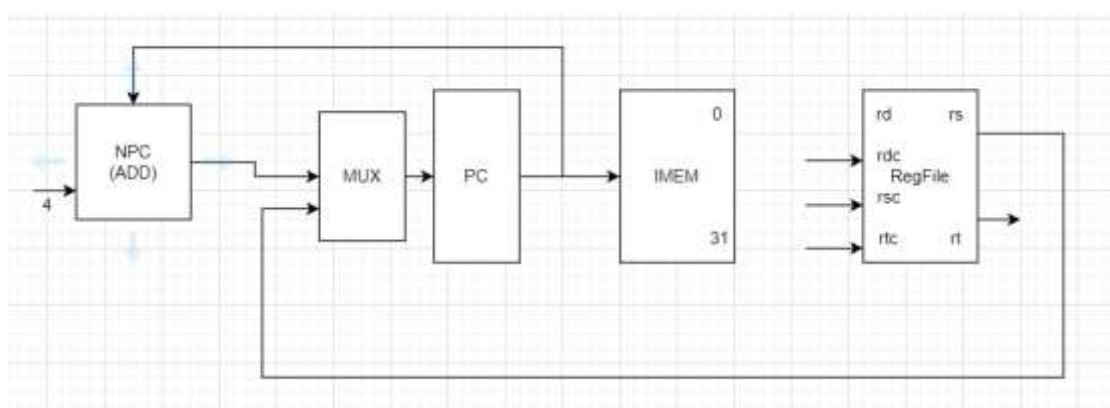 NPC
(ADD)
4
MUX
PC
0
IMEM
31
rd rs
rdc
RegFile
rsc
rtc rt